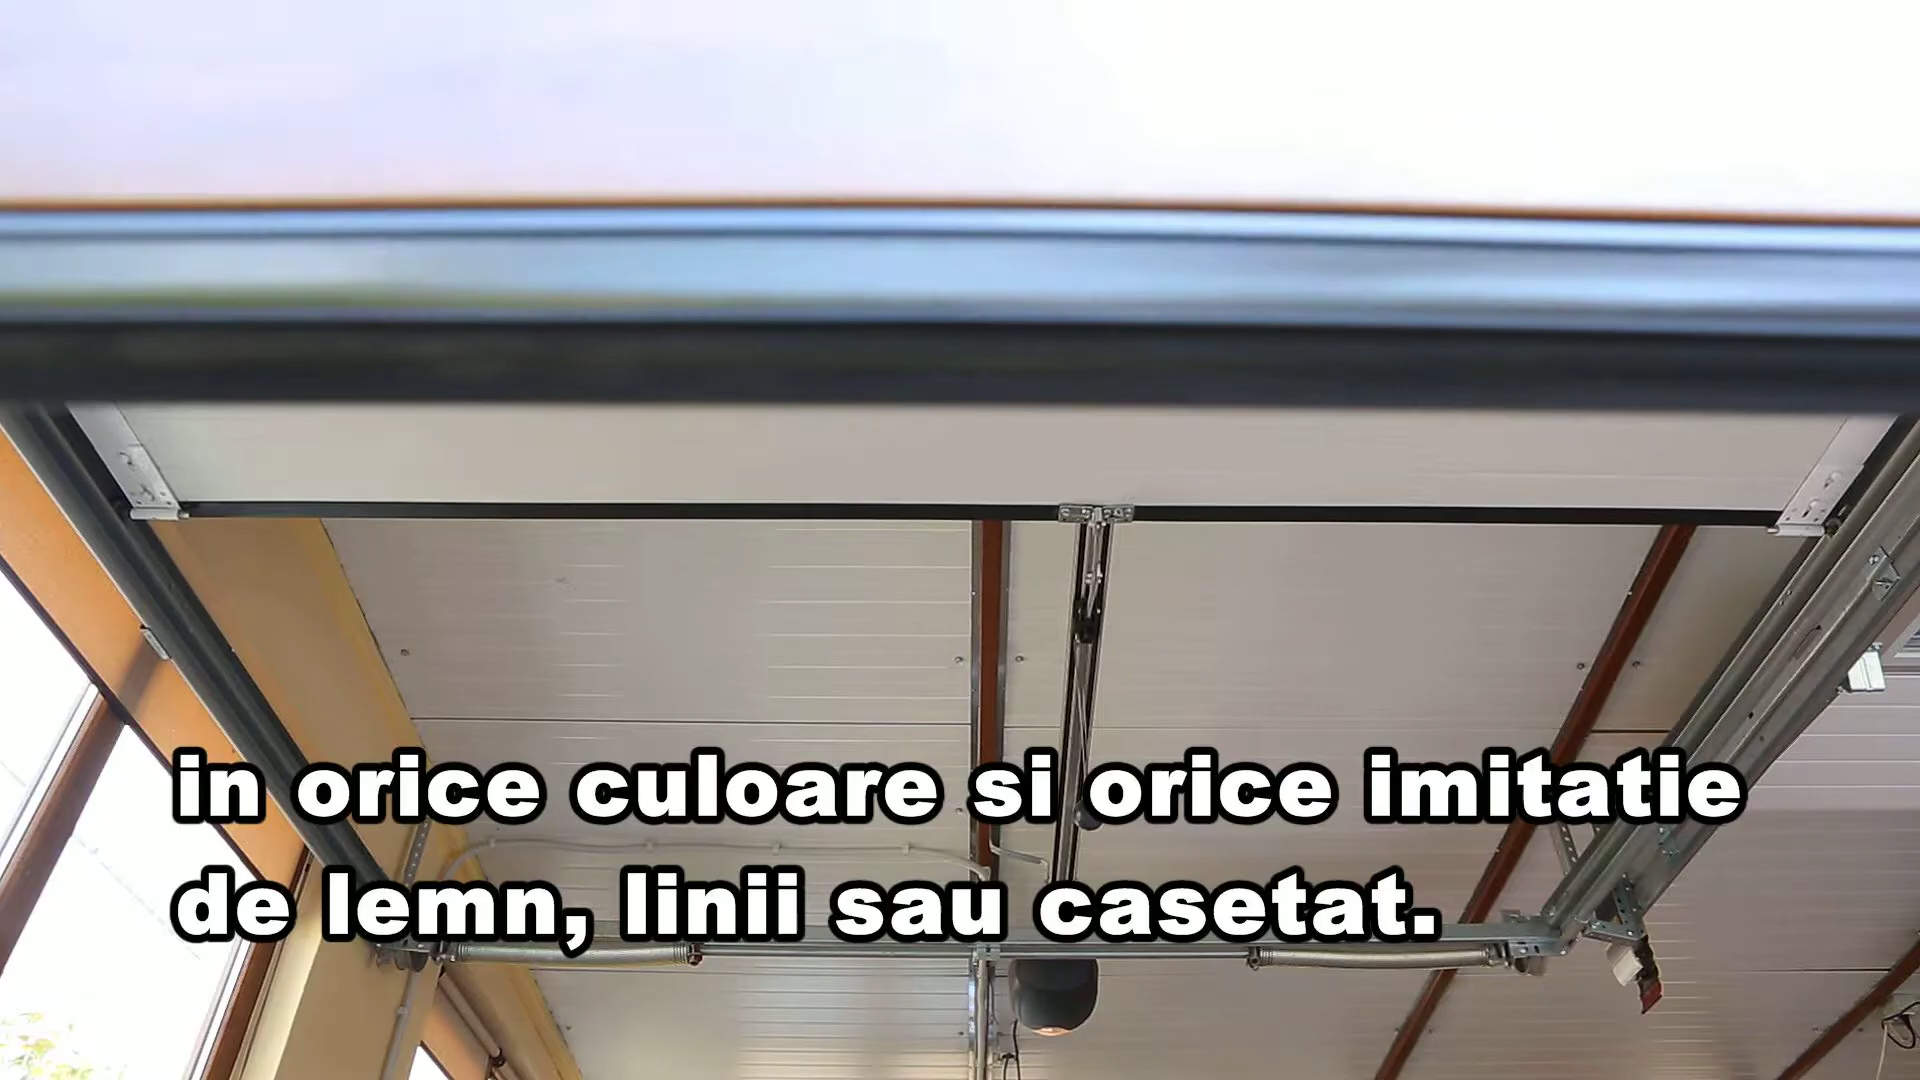 in orice culoare si orice imitatie
de lemn, linii sau casetat.